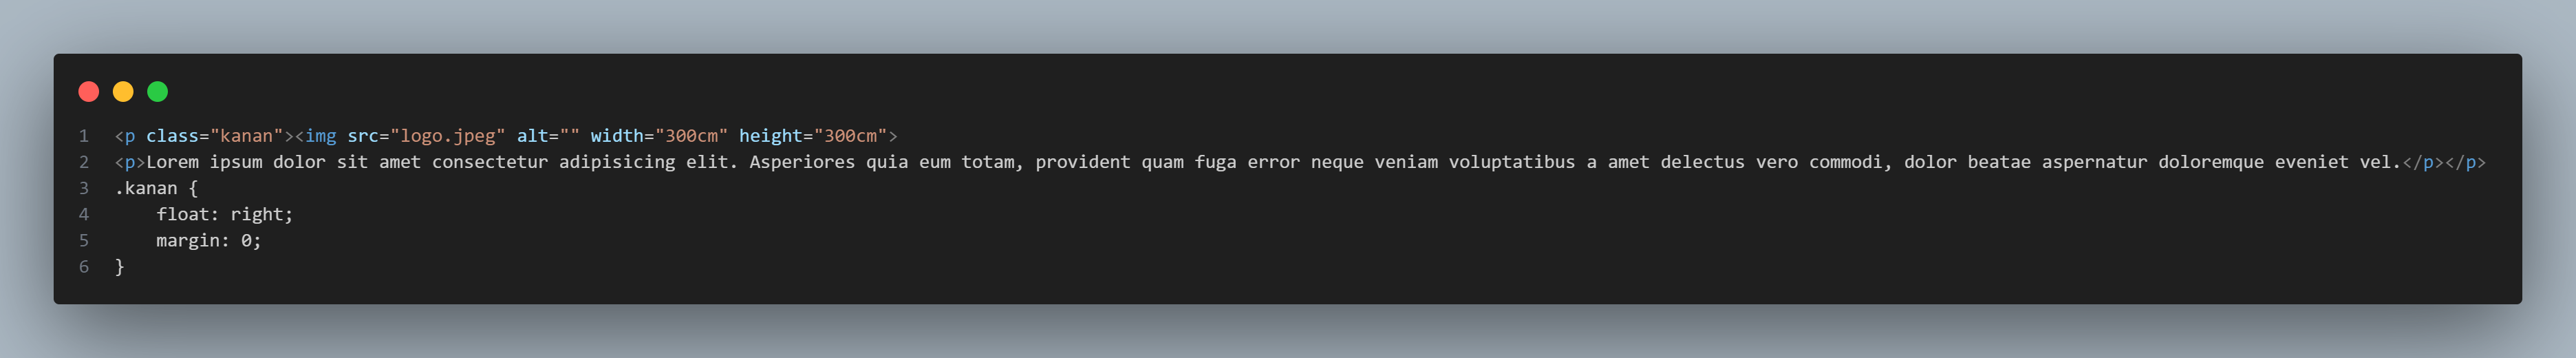 1 <p class="kanan"><img src="logo.jpeg" alt="" width="300cm" height="300cm">
2 <p>Lorem ipsum dolor sit amet consectetur adipisicing elit. Asperiores quia eum totam, provident quam fuga error neque veniam voluptatibus a amet delectus vero commodi, dolor beatae aspernatur doloremque eveniet vel.</p></p>
3 .kanan {
4     float: right;
5     margin: 0;
6 }